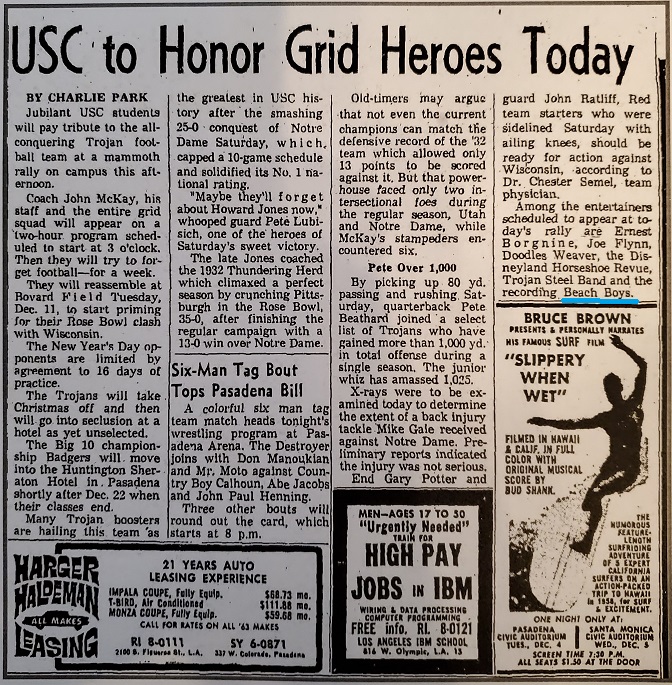 USC to Honor Grid Heroes Today
BY CHARLIE PARK
Jubilant USC students
will pay tribute to the all-
conquering Trojan foot-
ball team at a mammoth
rally on campus this aft-
ernoon.
Coach John McKay, his
staff and the entire grid
squad will appear on a
two-hour program sched-
uled to start at 3 o'clock.
Then they will try to for-
get football—for a week.
They will reassemble at
Bovard Field Tuesday,
Dec. 11, to start priming
for their Rose Bowl clash
with Wisconsin.
The New Year's Day op-
ponents are limited by
agreement to 16 days of
practice.
The Trojans will take
Christmas off and then
will go into seclusion at a
hotel as yet unselected.
The Big 10 champion-
ship Badgers will move
into the Huntington Sher-
aton Hotel in Pasadena
shortly after Dec. 22 when
their classes end.
Many Trojan boosters
are hailing this team as
the greatest in USC his-
tory after the smashing
25-0 conquest of Notre
Dame Saturday, which,
capped a 10-game schedule
and solidified its No. 1 na-
tional rating.
"Maybe they'll forget
about Howard Jones now,"
whooped guard Pete Lubi-
sich, one of the heroes of
Saturday's sweet victory.
The late Jones coached
the 1932 Thundering Herd
which climaxed a perfect
season by crunching Pitts-
burgh in the Rose Bowl,
35-0, after finishing the
regular campaign with a
13-0 win over Notre Dame.
Six-Man Tag Bout
Tops Pasadena Bill
A colorful six man tag
team match heads tonight's
wrestling program at Pas-
adena Arena. The Destroyer
joins with Don Manoukian
and Mr. Moto against Coun-
try Boy Calhoun, Abe Jacobs
and John Paul Henning.
Three other bouts will
round out the card, which
starts at 8 p.m.
Old-timers may argue
that not even the current
champions can match the
defensive record of the '32
team which allowed only
13 points to be scored
against it. But that power-
house faced only two in-
tersectional foes during
the regular season, Utah
and Notre Dame, while
McKay's stampeders en-
countered six.
Pete Over 1,000
By picking up 80 yd.
passing and rushing Sat-
urday, quarterback Pete
Beathard joined a select
list of Trojans who have
gained more than 1,000 yd.
in total offense during a
single season. The junior
whiz has amassed 1,025.
X-rays were to be ex-
amined today to determine
the extent of a back injury
tackle Mike Gale received
against Notre Dame. Pre-
liminary reports indicated
the injury was not serious.
End Gary Potter and
guard John Ratliff, Red
team starters who were
sidelined Saturday with
ailing knees, should be
ready for action against
Wisconsin, according to
Dr. Chester Semel, team
physician.
Among the entertainers
scheduled to appear at to-
day's rally are Ernest
Borgnine, Joe Flynn,
Doodles Weaver, the Dis-
neyland Horseshoe Revue,
Trojan Steel Band and the
recording Beach Boys.
HARGER
HALDEMAN
ALL MAKES
LEASING
21 YEARS AUTO
LEASING EXPERIENCE
IMPALA COUPE, Fully Equip. $68.73 mo.
T-BIRD, Air Conditioned $111.88 mo.
MONZA COUPE, Fully Equip. $59.68 mo.
CALL FOR RATES ON ALL '63 MAKES
RI 8-0111 SY 6-0871
2100 S. Figueroa St., L.A. 337 W. Colorado, Pasadena
MEN-AGES 17 TO 50
"Urgently Needed"
TRAIN FOR
HIGH PAY
JOBS IN IBM
WIRING & DATA PROCESSING
COMPUTER PROGRAMMING
FREE info. RI. 8-0121
LOS ANGELES IBM SCHOOL
816 W. Olympic, L.A. 15
BRUCE BROWN
PRESENTS & PERSONALLY NARRATES
HIS FAMOUS SURF FILM
"SLIPPERY
WHEN
WET"
FILMED IN HAWAII
& CALIF. IN FULL
COLOR WITH
ORIGINAL MUSICAL
SCORE BY
BUD SHANK.
THE
HUMOROUS
FEATURE-
LENGTH
SURFRIDING
ADVENTURE
OF 5 EXPERT
CALIFORNIA
SURFERS ON AN
ACTION-PACKED
TRIP TO HAWAII
in 1958, for SURF
& EXCITEMENT.
ONE NIGHT ONLY AT:
PASADENA
CIVIC AUDITORIUM
TUES., DEC. 4
SANTA MONICA
CIVIC AUDITORIUM
WED., DEC. 5
SCREEN TIME 7:30 P.M.
ALL SEATS $1.50 AT THE DOOR